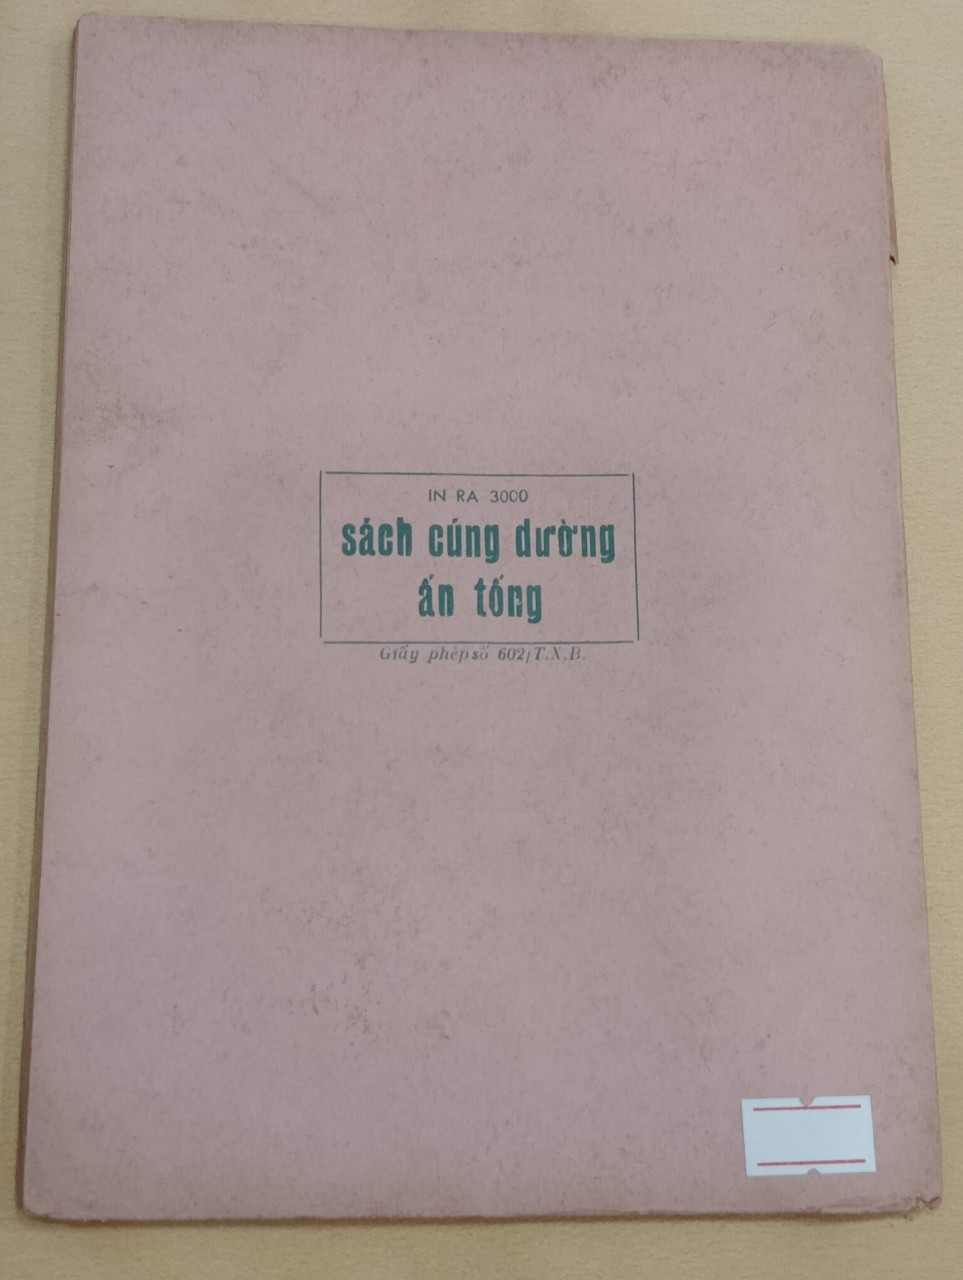 IN RA 3000
sách cúng dường
ấn tống
Giấy phép số 602/T.X.B.